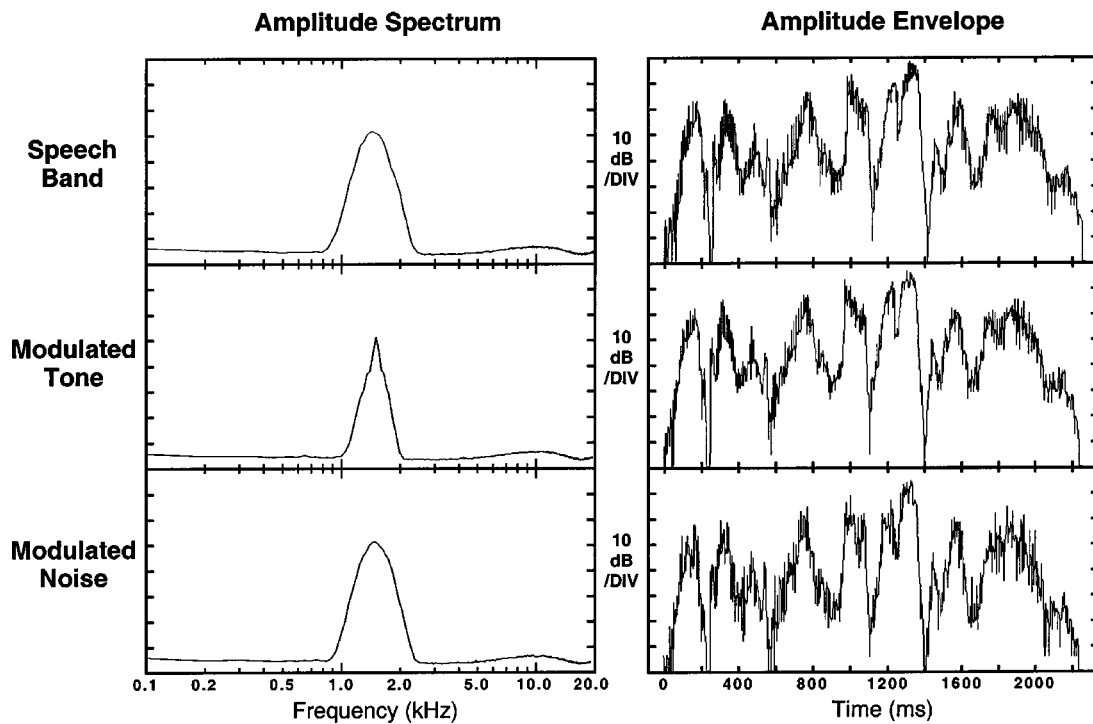 Amplitude Spectrum
Amplitude Envelope
Speech
Band
10
dB
/DIV
Modulated
Tone
10
dB
/DIV
Modulated
Noise
10
dB
/DIV
0.1 0.2 0.5 1.0 2.0 5.0 10.0 20.0
Frequency (kHz)
0 400 800 1200 1600 2000
Time (ms)